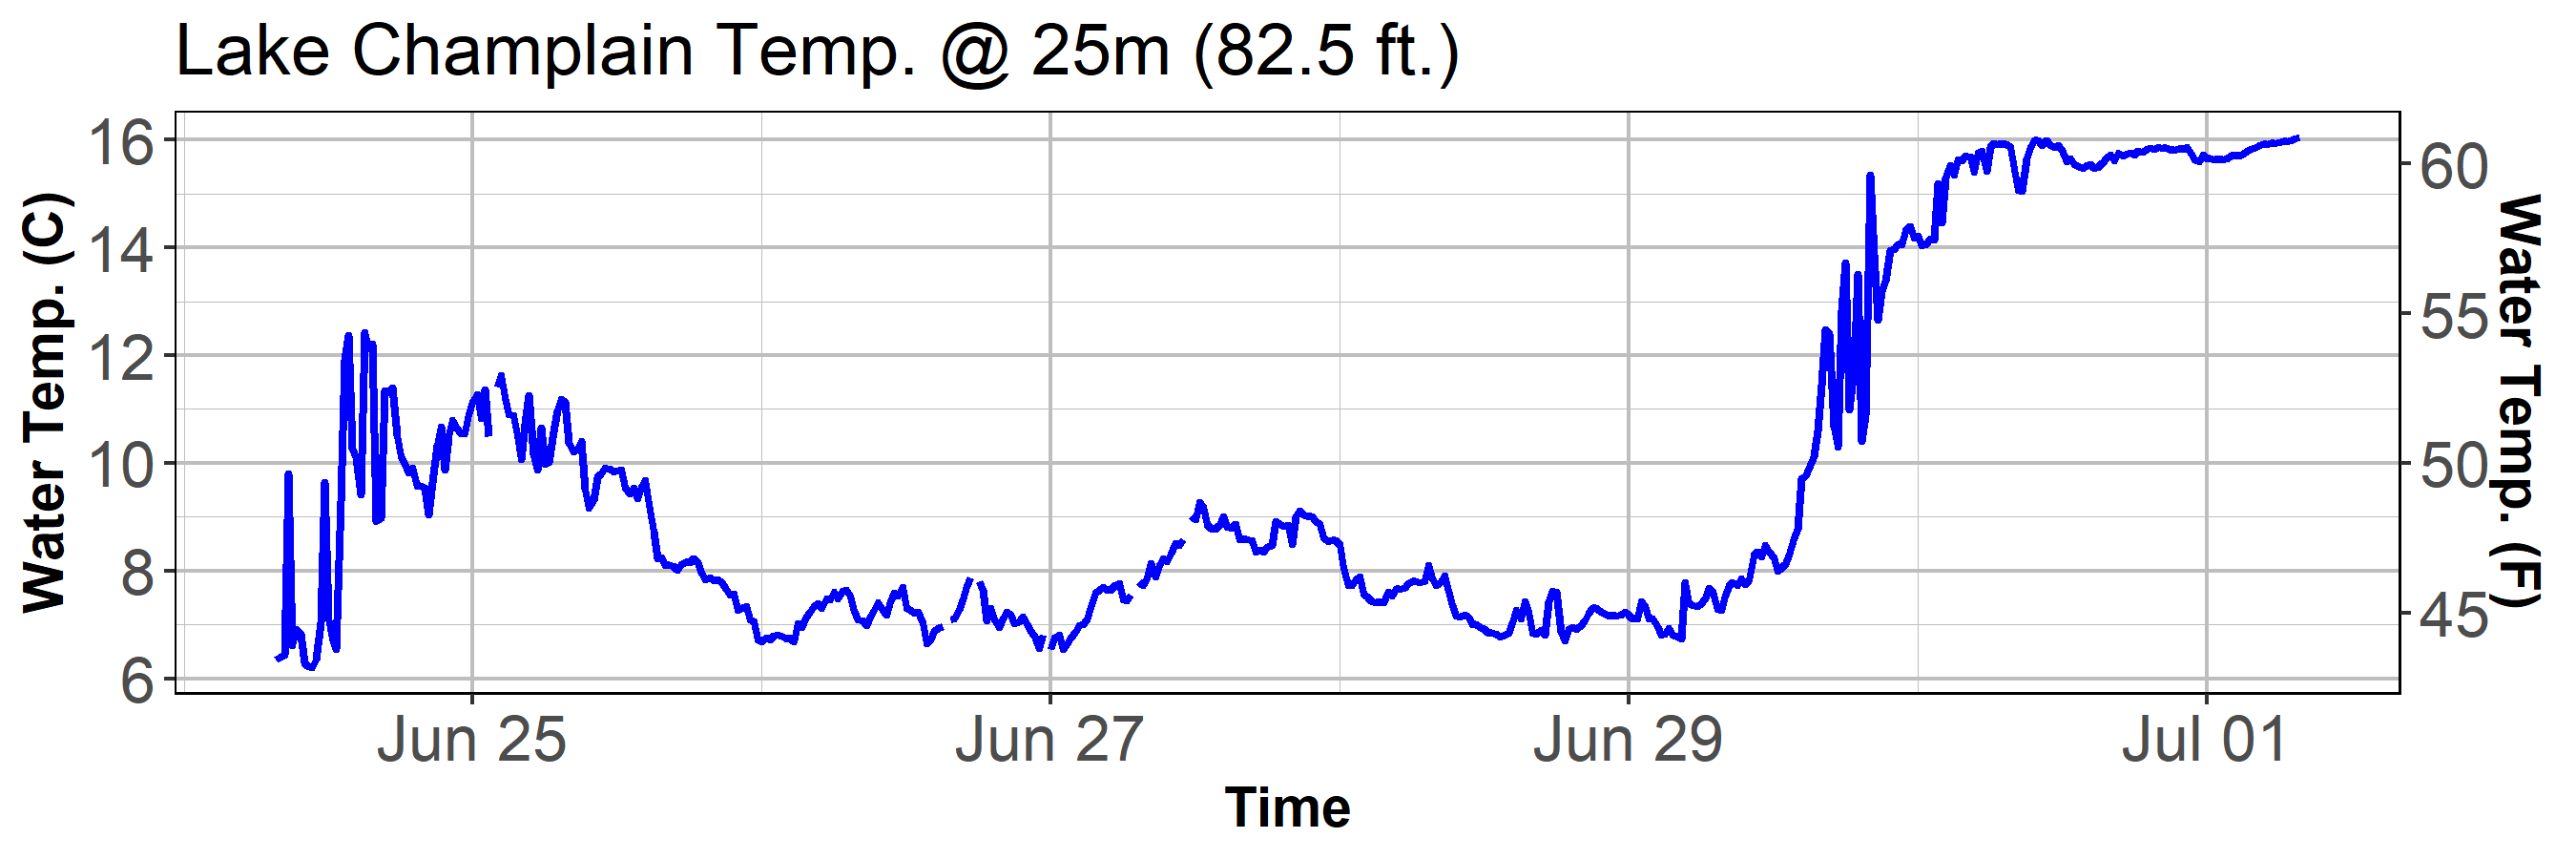 Lake Champlain Temp. @ 25m (82.5 ft.)
Water Temp. (C)
16
14
12
10
8
6
60
55
50
45
Water Temp. (F)
Jun 25
Jun 27
Jun 29
Jul 01
Time